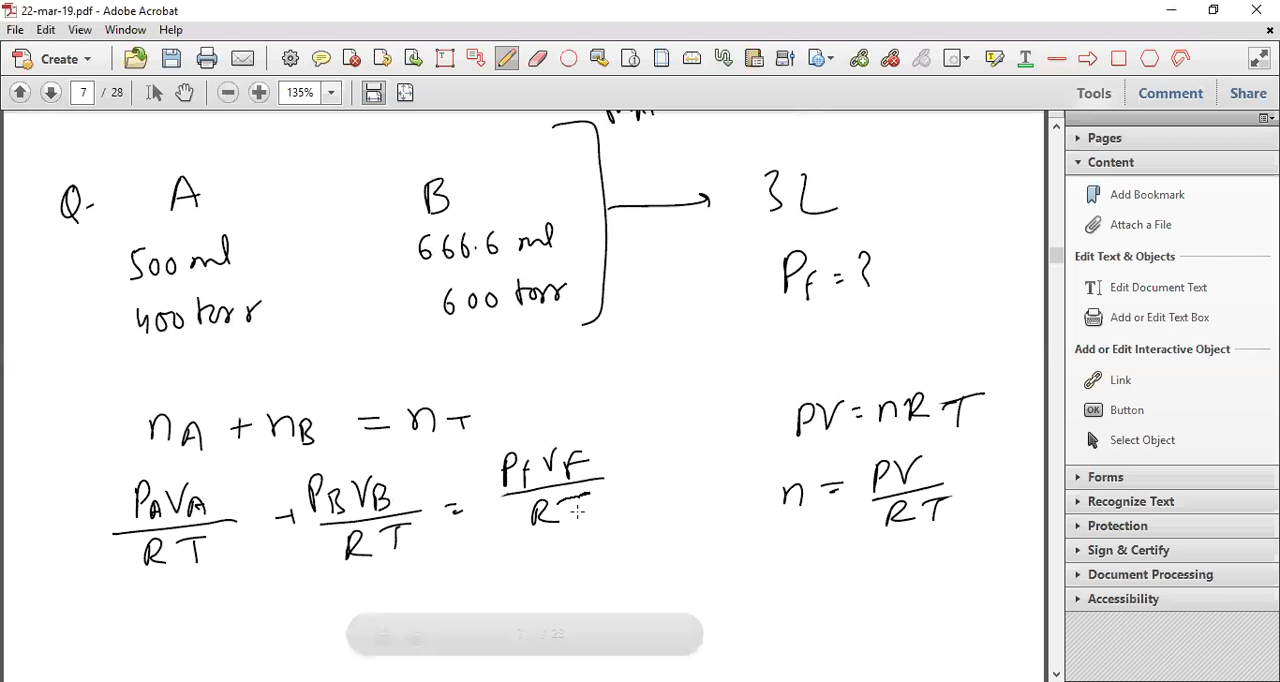 22-mar-19.pdf - Adobe Acrobat
File Edit View Window Help
Create
7 / 28 135% Tools Comment Share
Q. A B 3L
500 ml 666.6 ml
400 torr 600 torr Pf = ?
nA + nB = nT PV = nRT
PAVA/RT + PBVB/RT = PfVF/RT n = PV/RT
Pages
Content
Add Bookmark
Attach a File
Edit Text & Objects
Edit Document Text
Add or Edit Text Box
Add or Edit Interactive Object
Link
OK Button
Select Object
Forms
Recognize Text
Protection
Sign & Certify
Document Processing
Accessibility